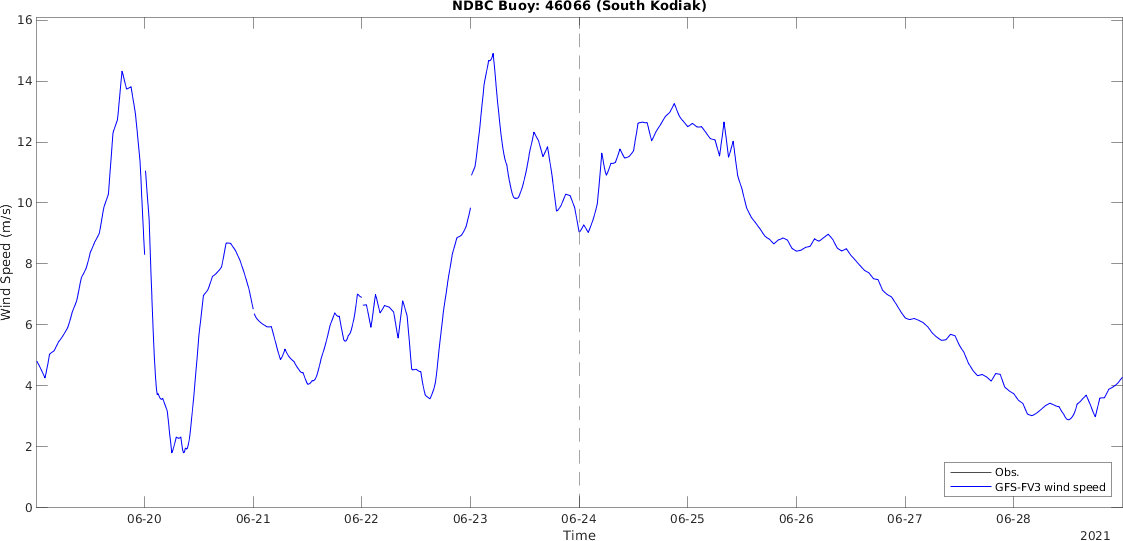 NDBC Buoy: 46066 (South Kodiak)
16
14
12
10
8
6
4
2
0
Wind Speed (m/s)
06-20 06-21 06-22 06-23 06-24 06-25 06-26 06-27 06-28
Time
2021
Obs.
GFS-FV3 wind speed